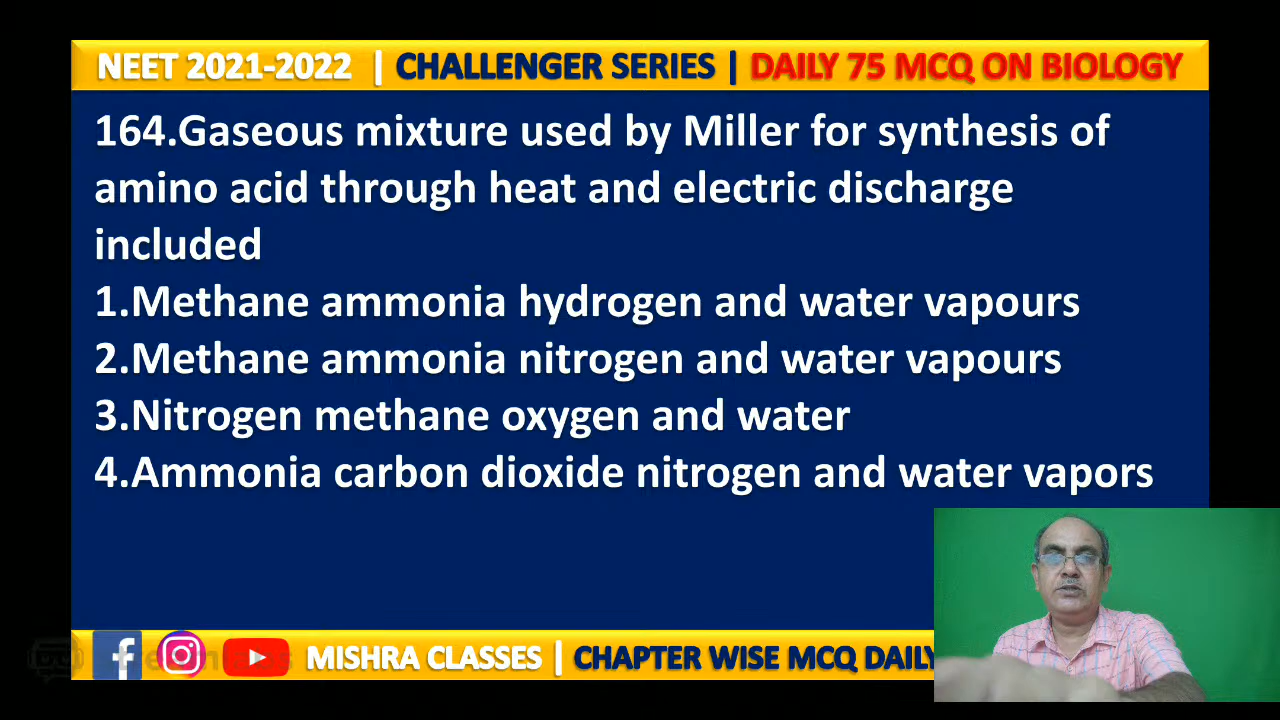 NEET 2021-2022 | CHALLENGER SERIES | DAILY 75 MCQ ON BIOLOGY
164.Gaseous mixture used by Miller for synthesis of
amino acid through heat and electric discharge
included
1.Methane ammonia hydrogen and water vapours
2.Methane ammonia nitrogen and water vapours
3.Nitrogen methane oxygen and water
4.Ammonia carbon dioxide nitrogen and water vapors
MISHRA CLASSES | CHAPTER WISE MCQ DAILY